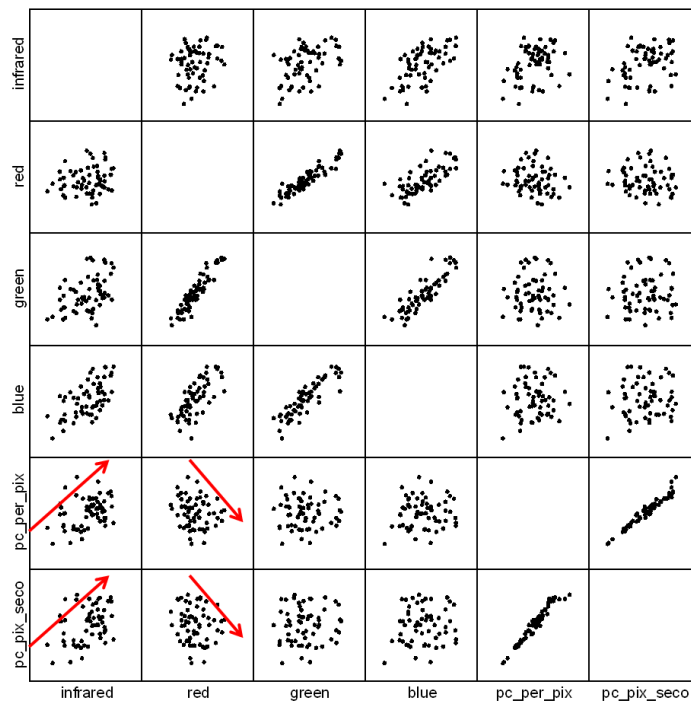 infrared
red
green
blue
pc_per_pix
pc_pix_seco
infrared red green blue pc_per_pix pc_pix_seco